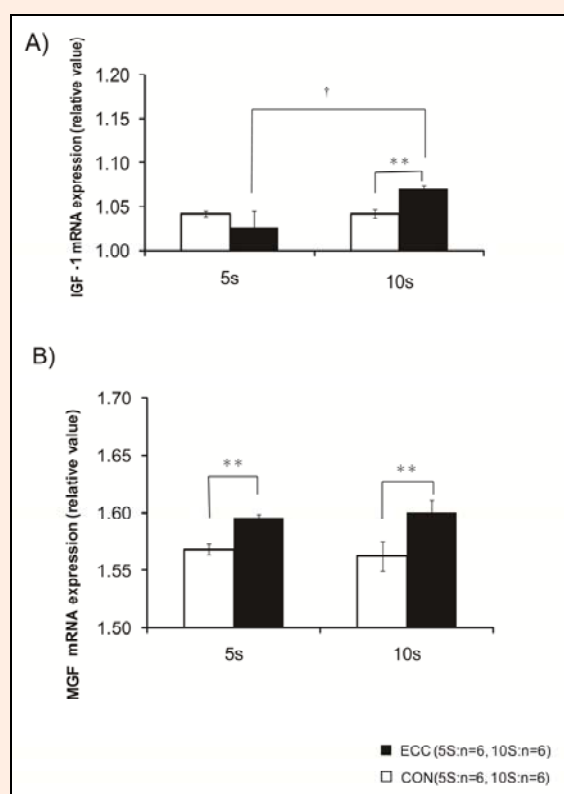 A)
IGF -1 mRNA expression (relative value)
1.20
1.15
1.10
1.05
1.00
†
**
5s
10s
B)
MGF mRNA expression (relative value)
1.70
1.65
1.60
1.55
1.50
**
**
5s
10s
ECC (5S:n=6, 10S:n=6)
CON(5S:n=6, 10S:n=6)